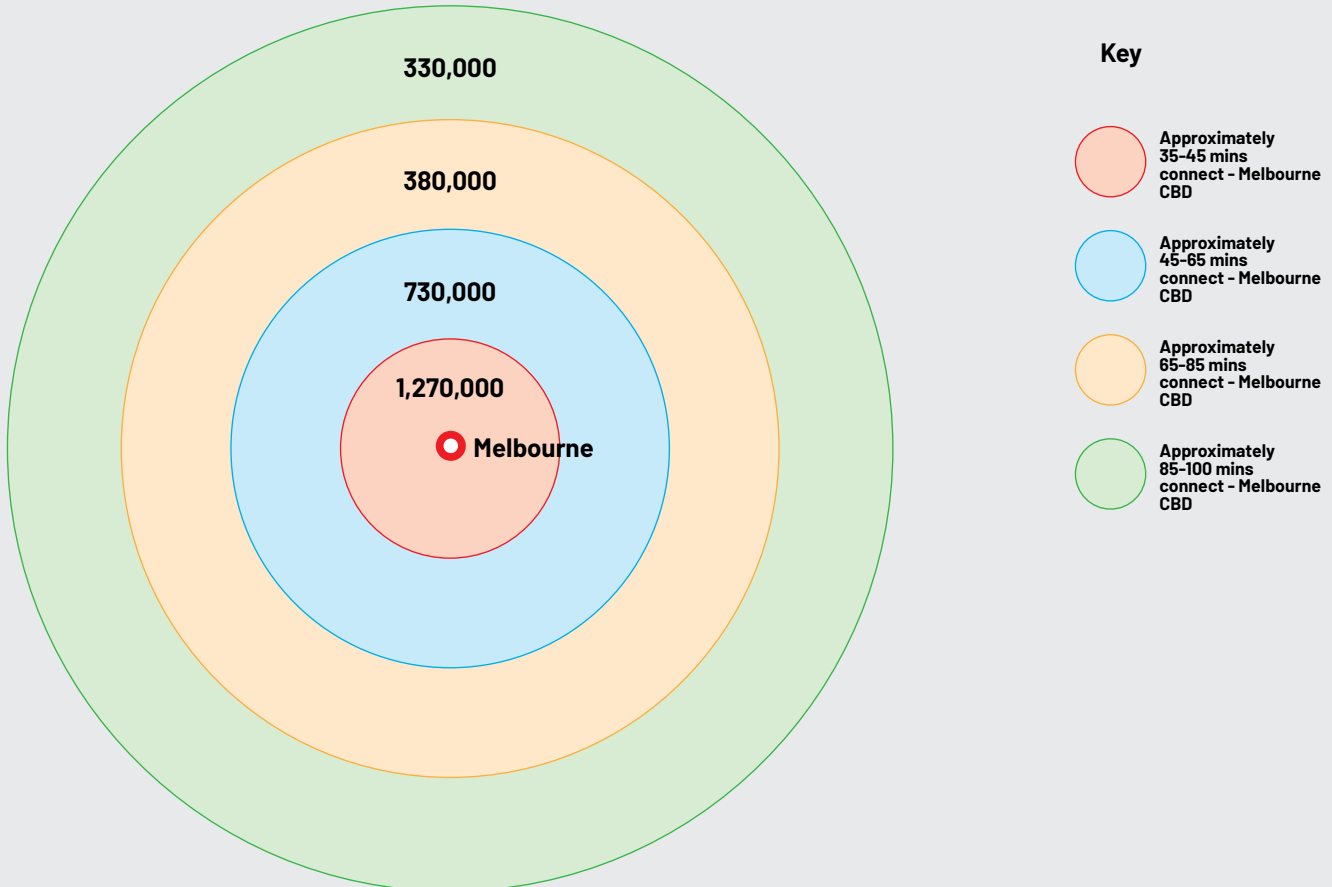 330,000
380,000
730,000
1,270,000
Melbourne
Key
Approximately
35-45 mins
connect - Melbourne
CBD
Approximately
45-65 mins
connect - Melbourne
CBD
Approximately
65-85 mins
connect - Melbourne
CBD
Approximately
85-100 mins
connect - Melbourne
CBD